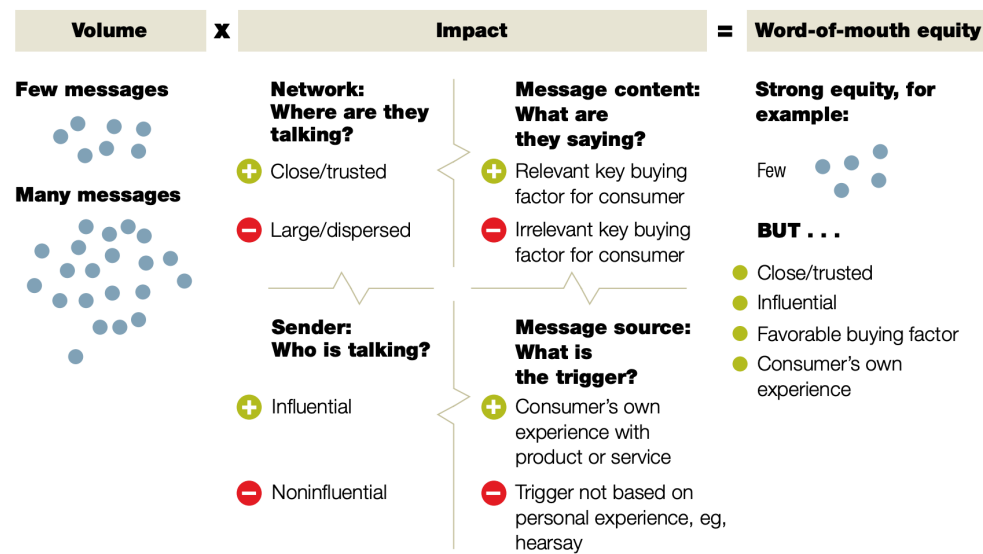 Volume
x
Impact
=
Word-of-mouth equity
Few messages
Many messages
Network:
Where are they
talking?
Close/trusted
Large/dispersed
Message content:
What are
they saying?
Relevant key buying
factor for consumer
Irrelevant key buying
factor for consumer
Sender:
Who is talking?
Influential
Noninfluential
Message source:
What is
the trigger?
Consumer's own
experience with
product or service
Trigger not based on
personal experience, eg,
hearsay
Strong equity, for
example:
Few
BUT . . .
Close/trusted
Influential
Favorable buying factor
Consumer's own
experience